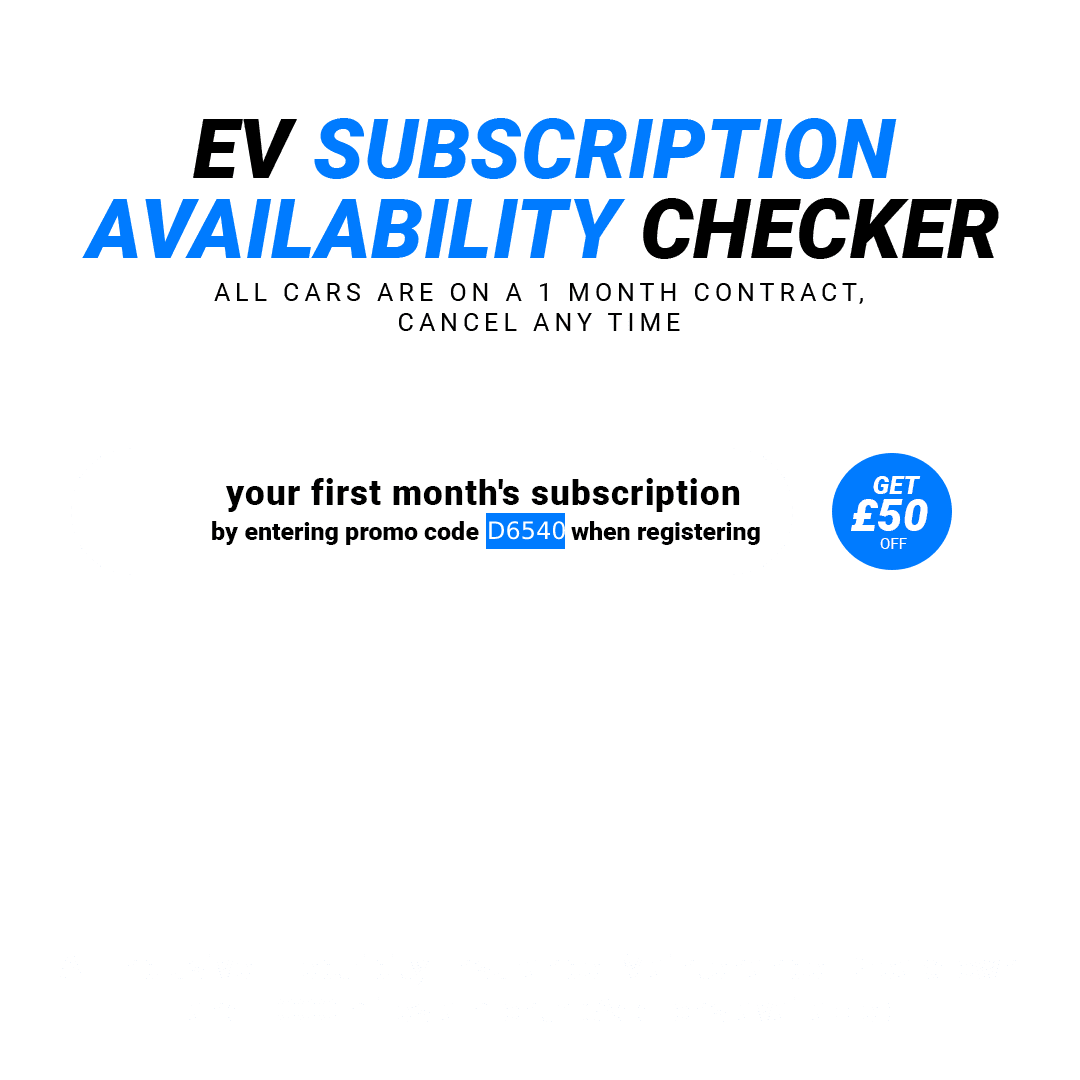 EV SUBSCRIPTION
AVAILABILITY CHECKER
ALL CARS ARE ON A 1 MONTH CONTRACT,
CANCEL ANY TIME
your first month's subscription
by entering promo code D6540 when registering
GET
£50
OFF